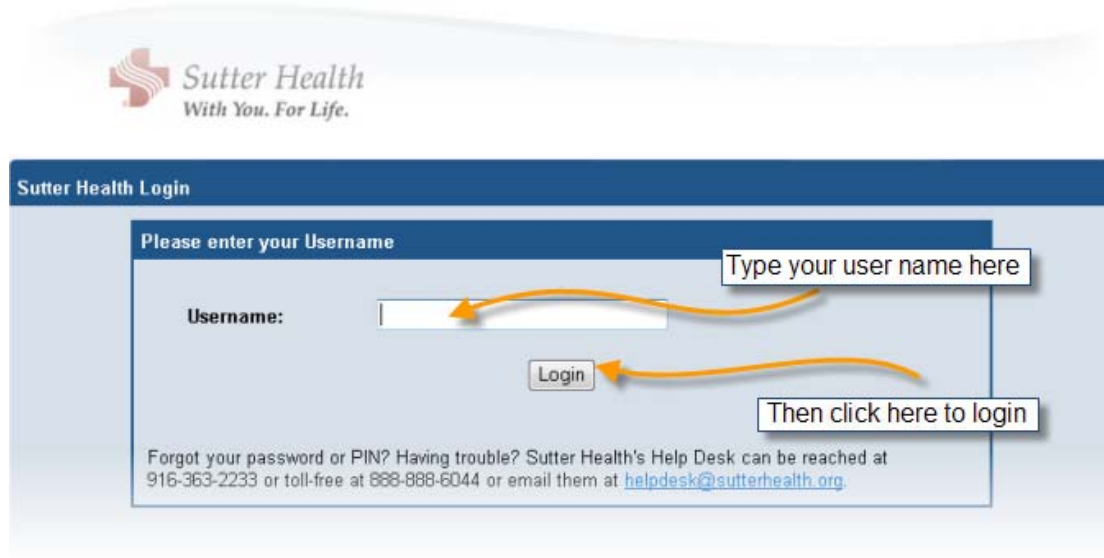 Sutter Health
With You. For Life.
Sutter Health Login
Please enter your Username
Type your user name here
Username:
Login
Then click here to login
Forgot your password or PIN? Having trouble? Sutter Health's Help Desk can be reached at
916-363-2233 or toll-free at 888-888-6044 or email them at helpdesk@sutterhealth.org.